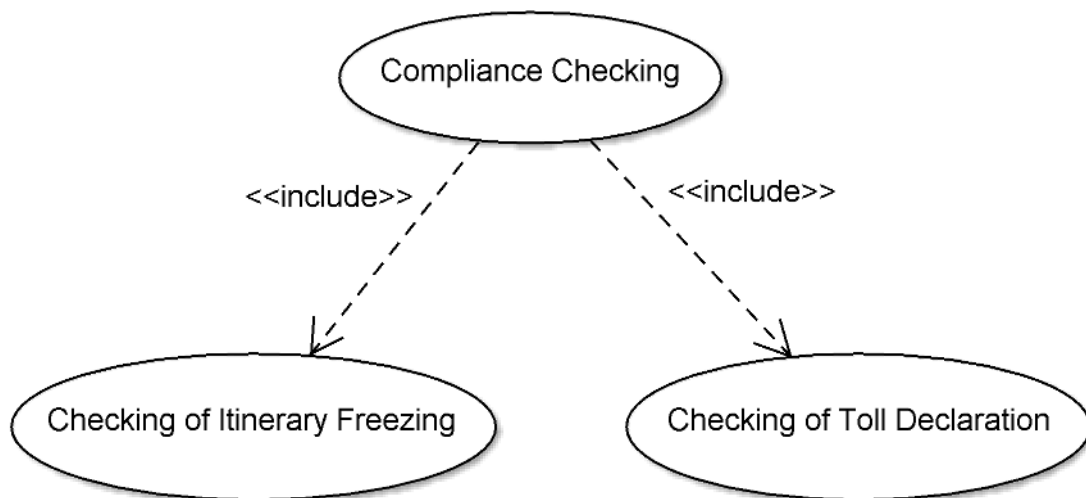 Compliance Checking
<<include>>
<<include>>
Checking of Itinerary Freezing
Checking of Toll Declaration